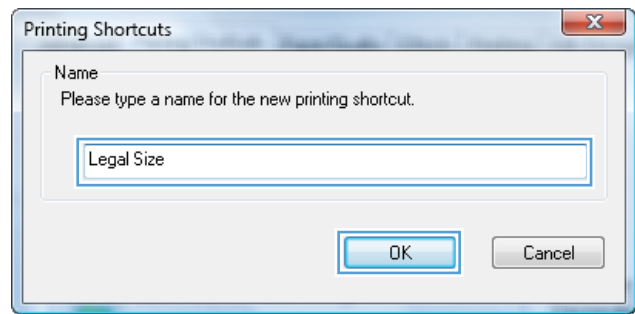 Printing Shortcuts
Name
Please type a name for the new printing shortcut.
Legal Size
OK
Cancel